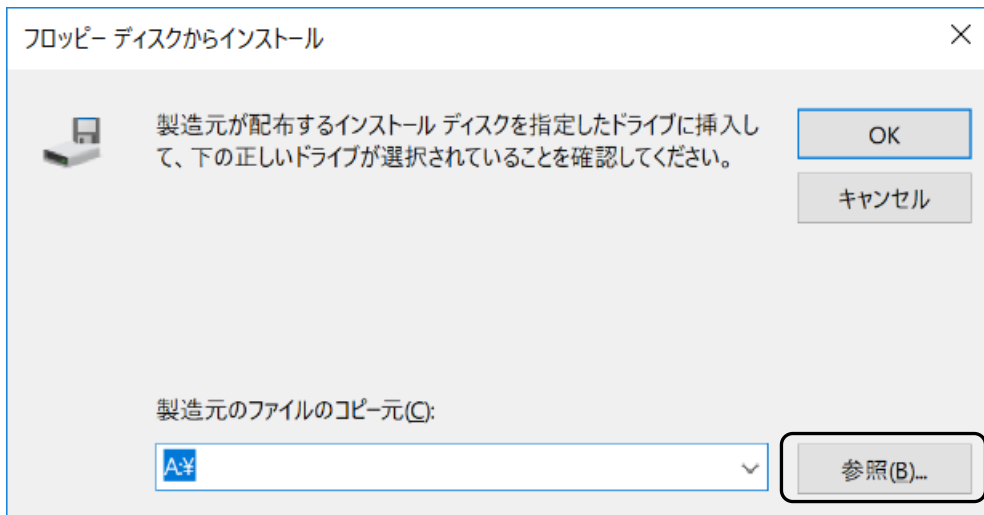 フロッピー ディスクからインストール
製造元が配布するインストール ディスクを指定したドライブに挿入し
て、下の正しいドライブが選択されていることを確認してください。
OK
キャンセル
製造元のファイルのコピー元(C):
A:¥
参照(B)...